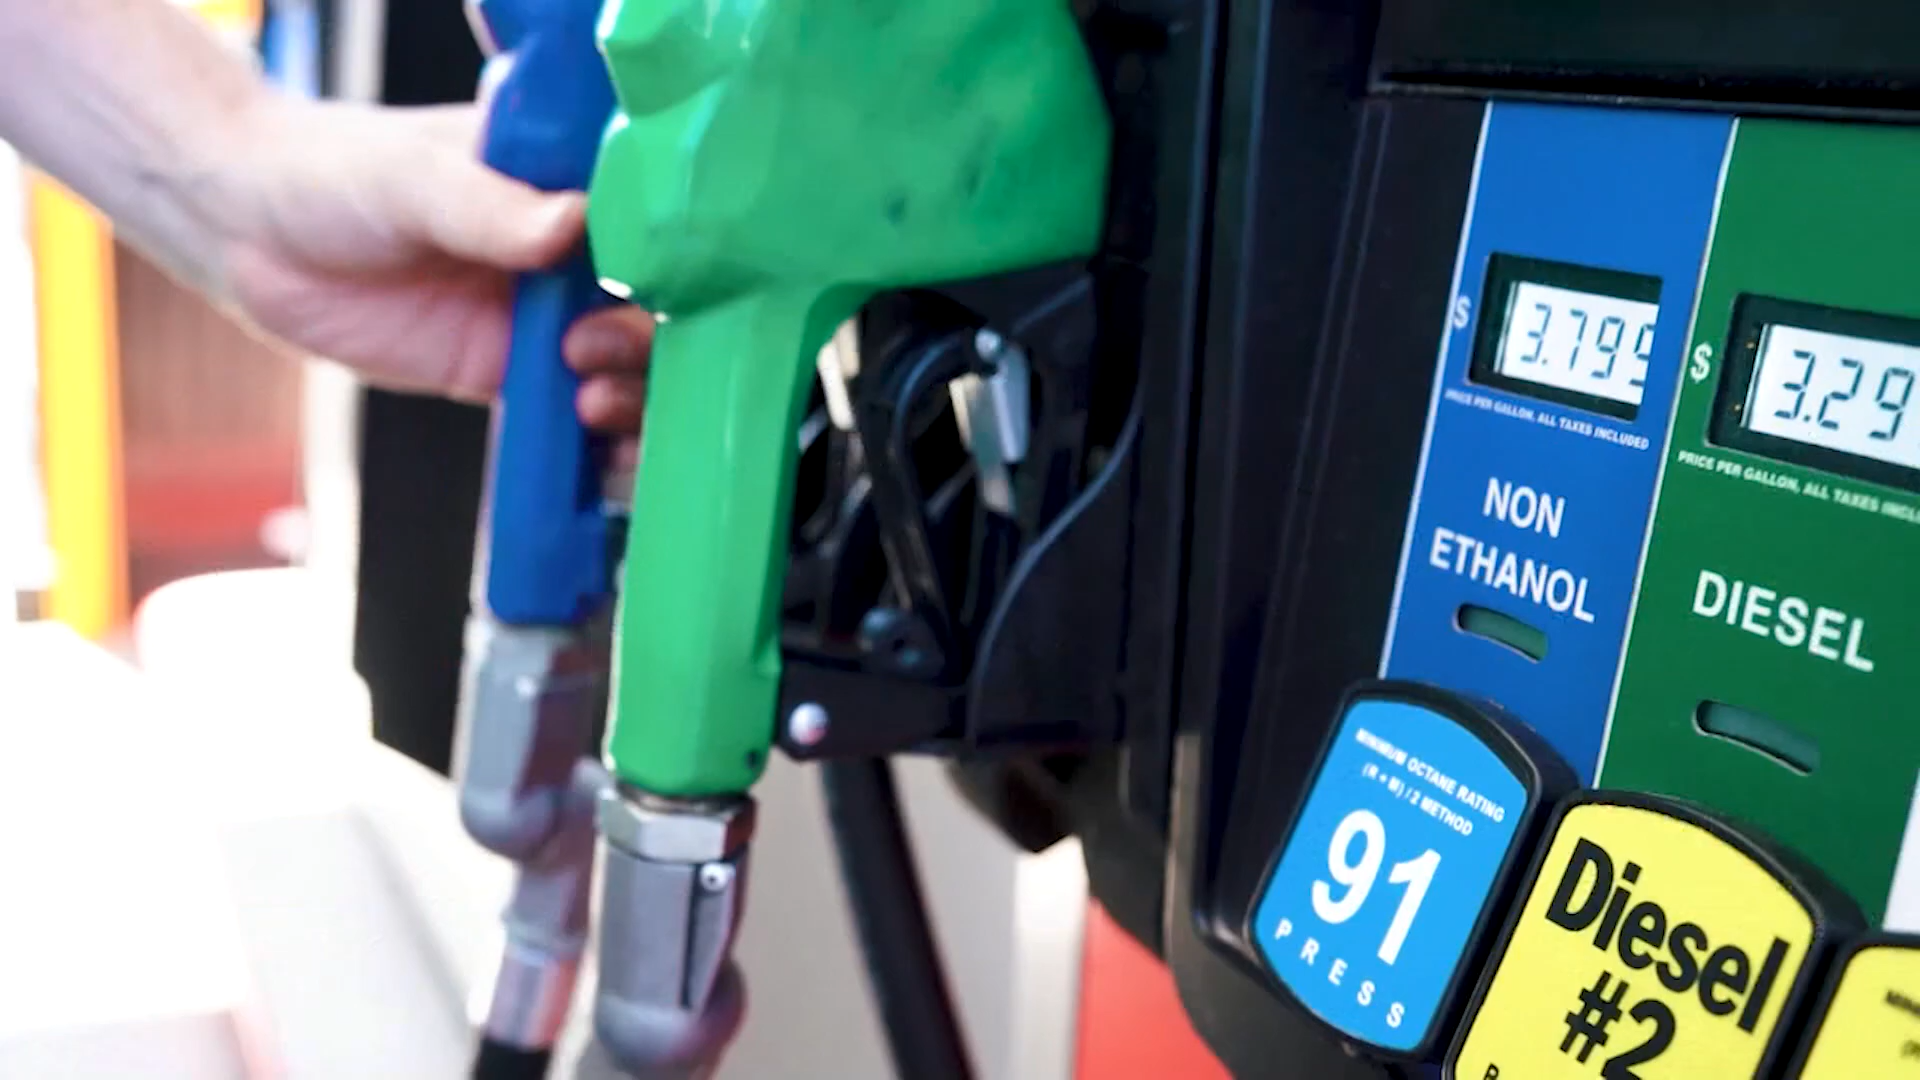 $ 3.799
PRICE PER GALLON, ALL TAXES INCLUDED
NON
ETHANOL
MINIMUM OCTANE RATING
(R + M) / 2 METHOD
91
PRESS
$ 3.29
PRICE PER GALLON, ALL TAXES
DIESEL
Diesel
#2